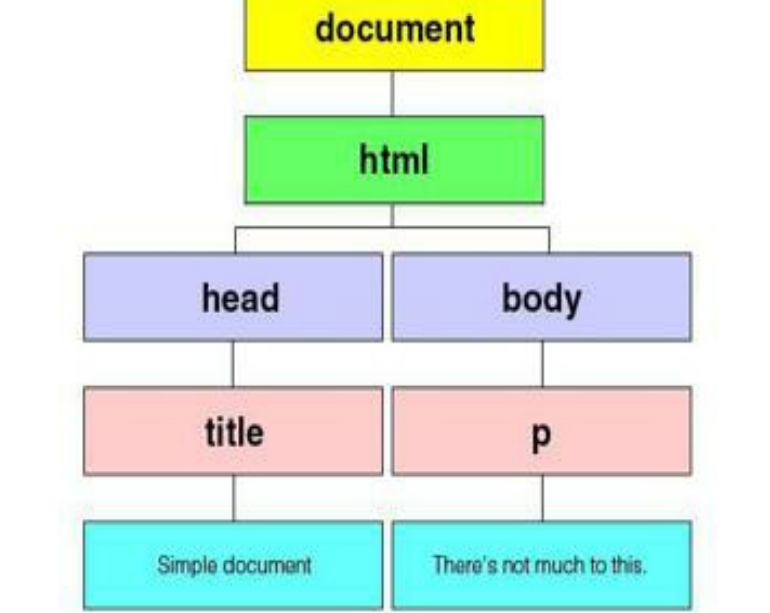 document
html
head
body
title
p
Simple document
There's not much to this.